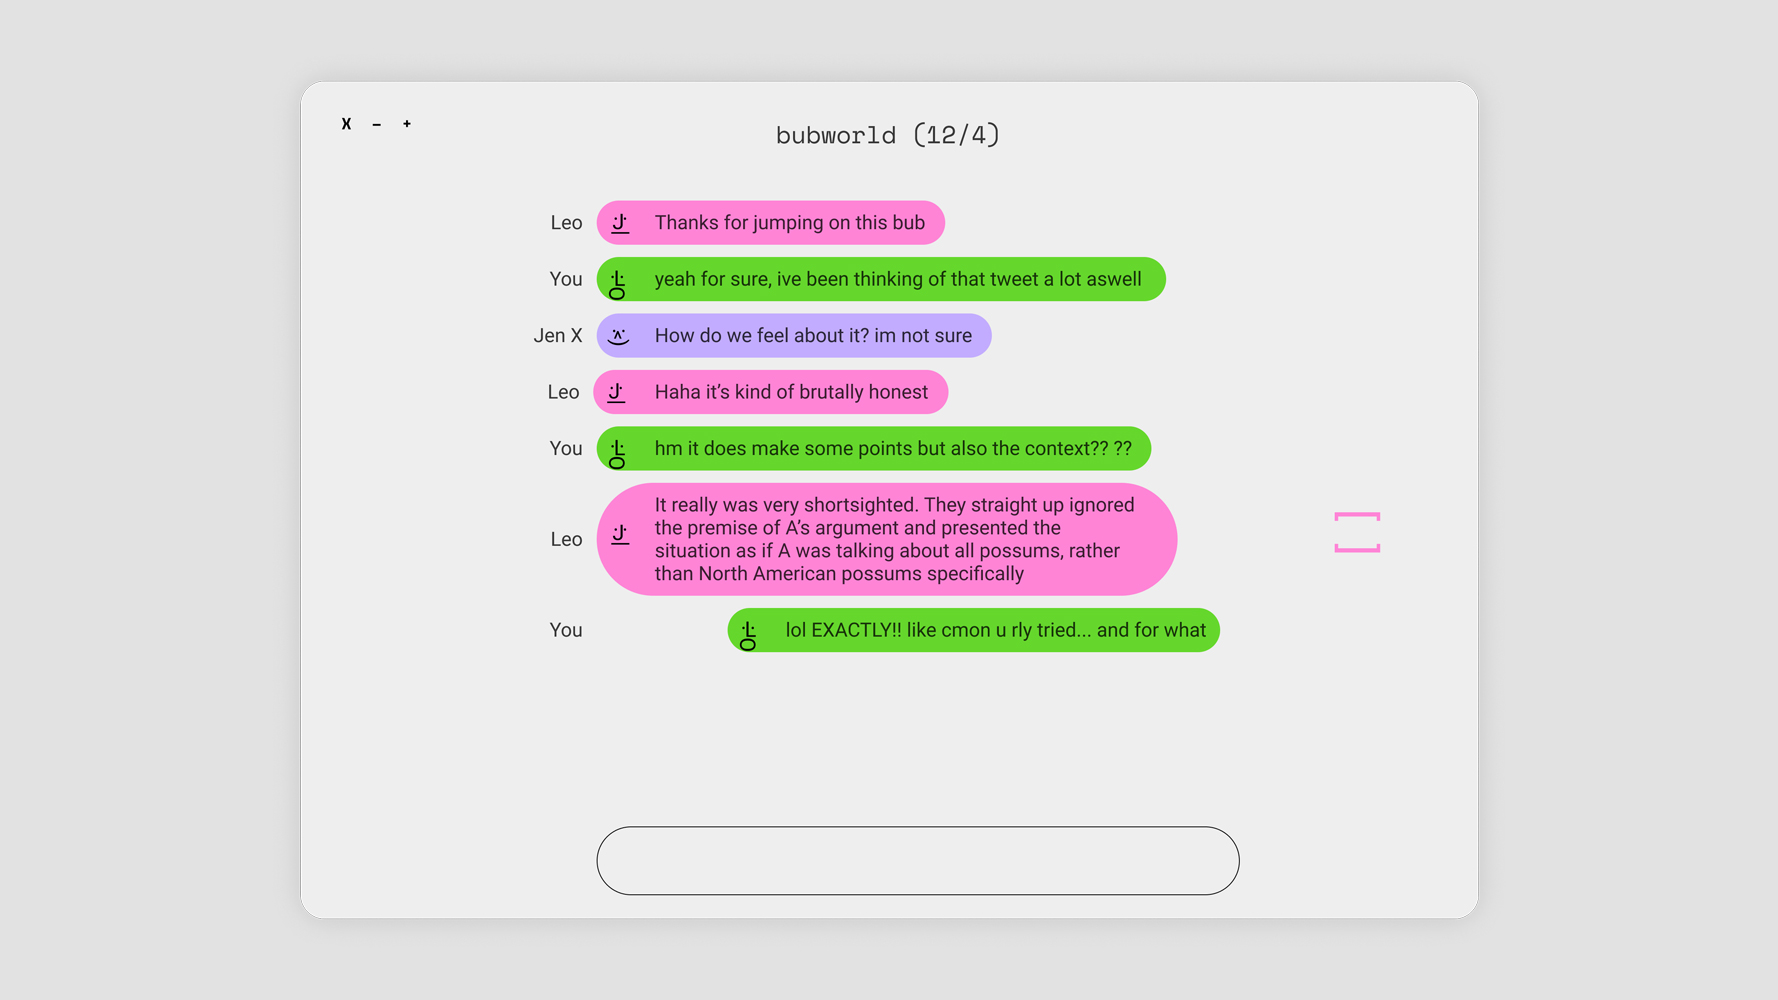 X - +
bubworld (12/4)
Leo Thanks for jumping on this bub
You yeah for sure, ive been thinking of that tweet a lot aswell
Jen X How do we feel about it? im not sure
Leo Haha it’s kind of brutally honest
You hm it does make some points but also the context?? ??
It really was very shortsighted. They straight up ignored
the premise of A’s argument and presented the
Leo situation as if A was talking about all possums, rather
than North American possums specifically
You lol EXACTLY!! like cmon u rly tried... and for what